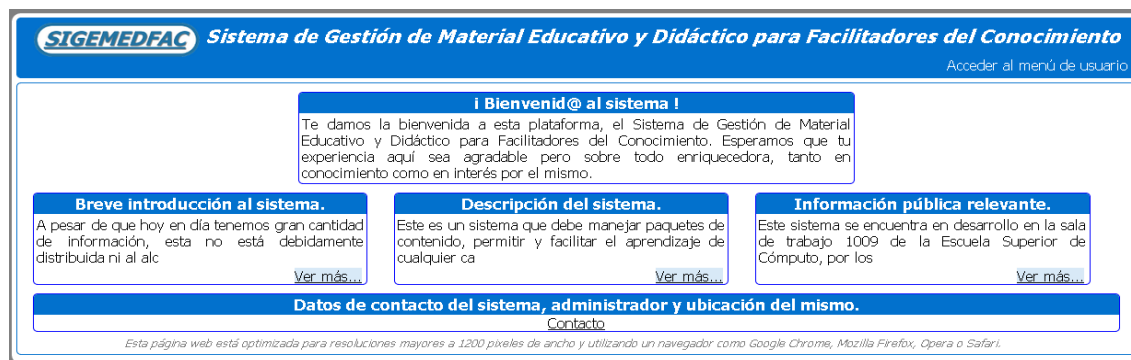 SIGEMEDFAC Sistema de Gestión de Material Educativo y Didáctico para Facilitadores del Conocimiento
Acceder al menú de usuario
¡ Bienvenid@ al sistema !
Te damos la bienvenida a esta plataforma, el Sistema de Gestión de Material
Educativo y Didáctico para Facilitadores del Conocimiento. Esperamos que tu
experiencia aquí sea agradable pero sobre todo enriquecedora, tanto en
conocimiento como en interés por el mismo.
Breve introducción al sistema.
A pesar de que hoy en día tenemos gran cantidad
de información, esta no está debidamente
distribuida ni al alc
Ver más...
Descripción del sistema.
Este es un sistema que debe manejar paquetes de
contenido, permitir y facilitar el aprendizaje de
cualquier ca
Ver más...
Información pública relevante.
Este sistema se encuentra en desarrollo en la sala
de trabajo 1009 de la Escuela Superior de
Cómputo, por los
Ver más...
Datos de contacto del sistema, administrador y ubicación del mismo.
Contacto
Esta página web está optimizada para resoluciones mayores a 1200 pixeles de ancho y utilizando un navegador como Google Chrome, Mozilla Firefox, Opera o Safari.